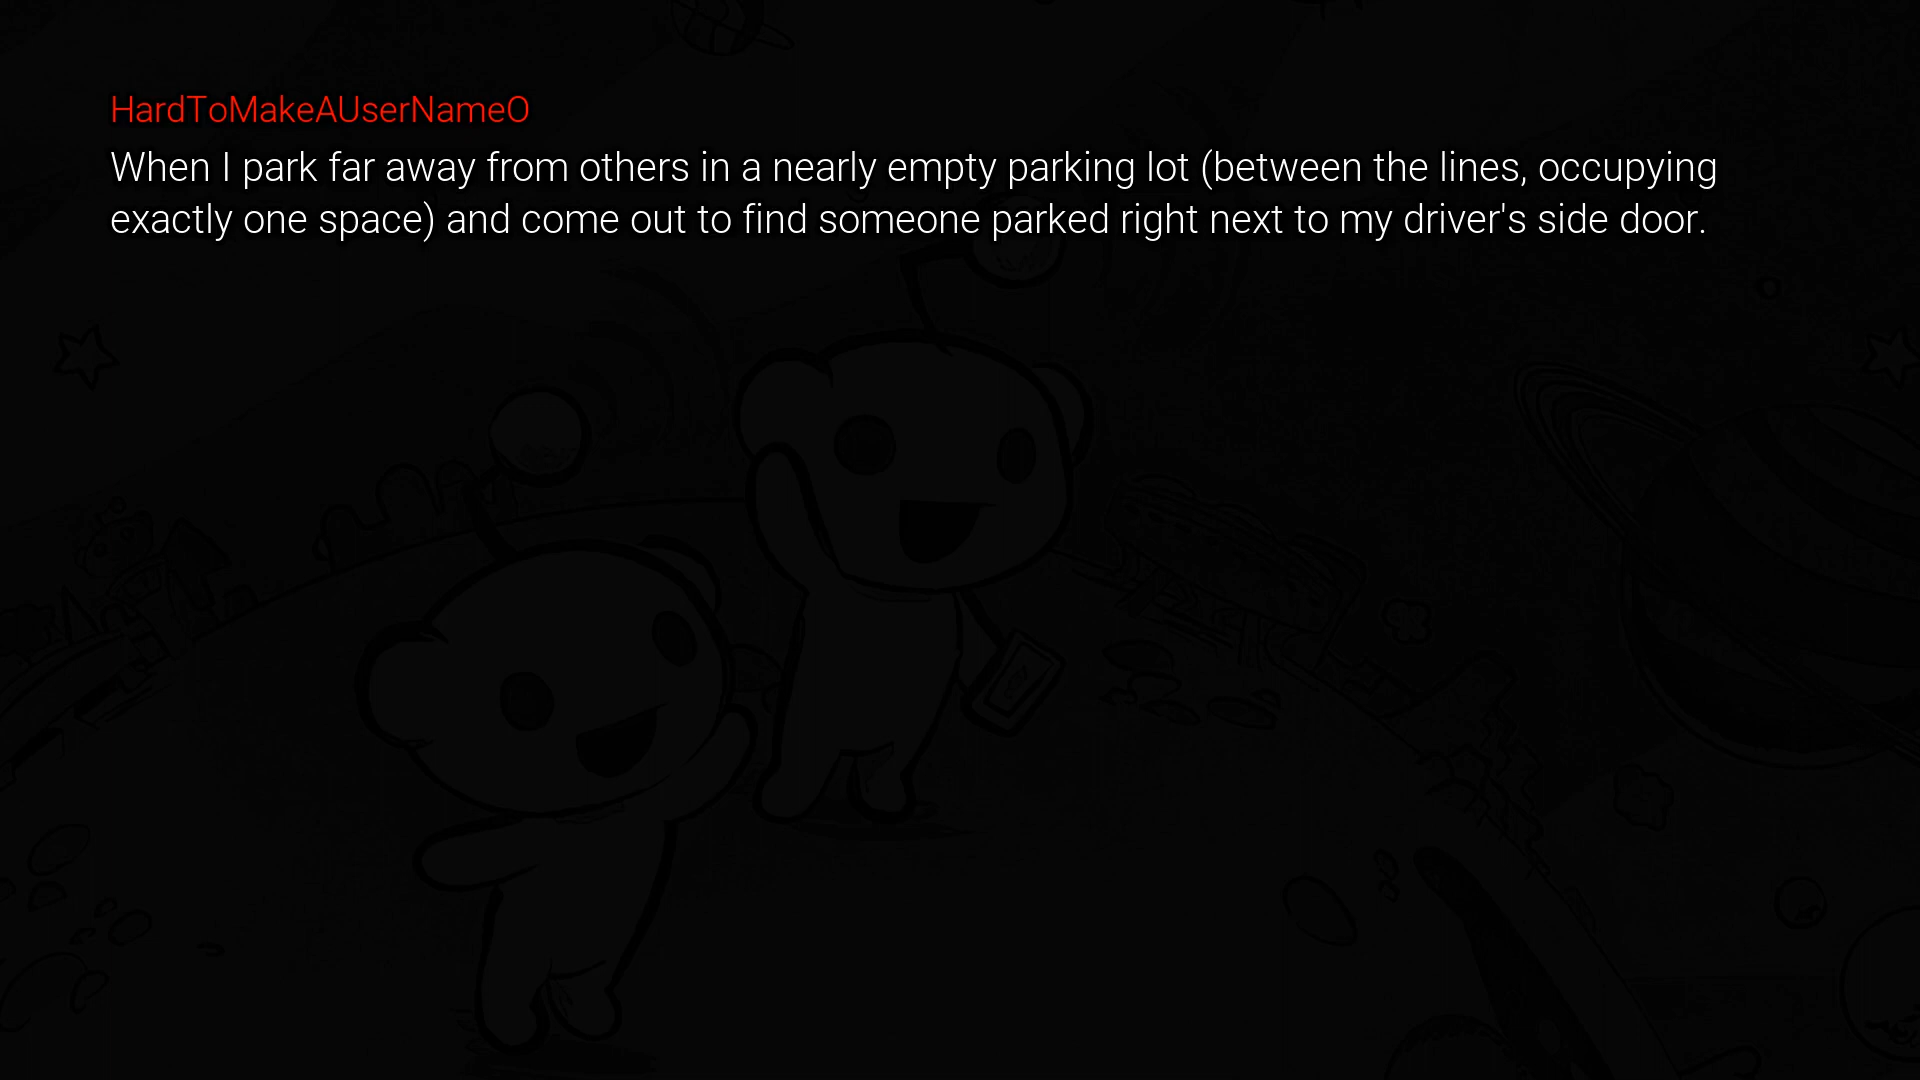 HardToMakeAUserNameO
When I park far away from others in a nearly empty parking lot (between the lines, occupying
exactly one space) and come out to find someone parked right next to my driver's side door.